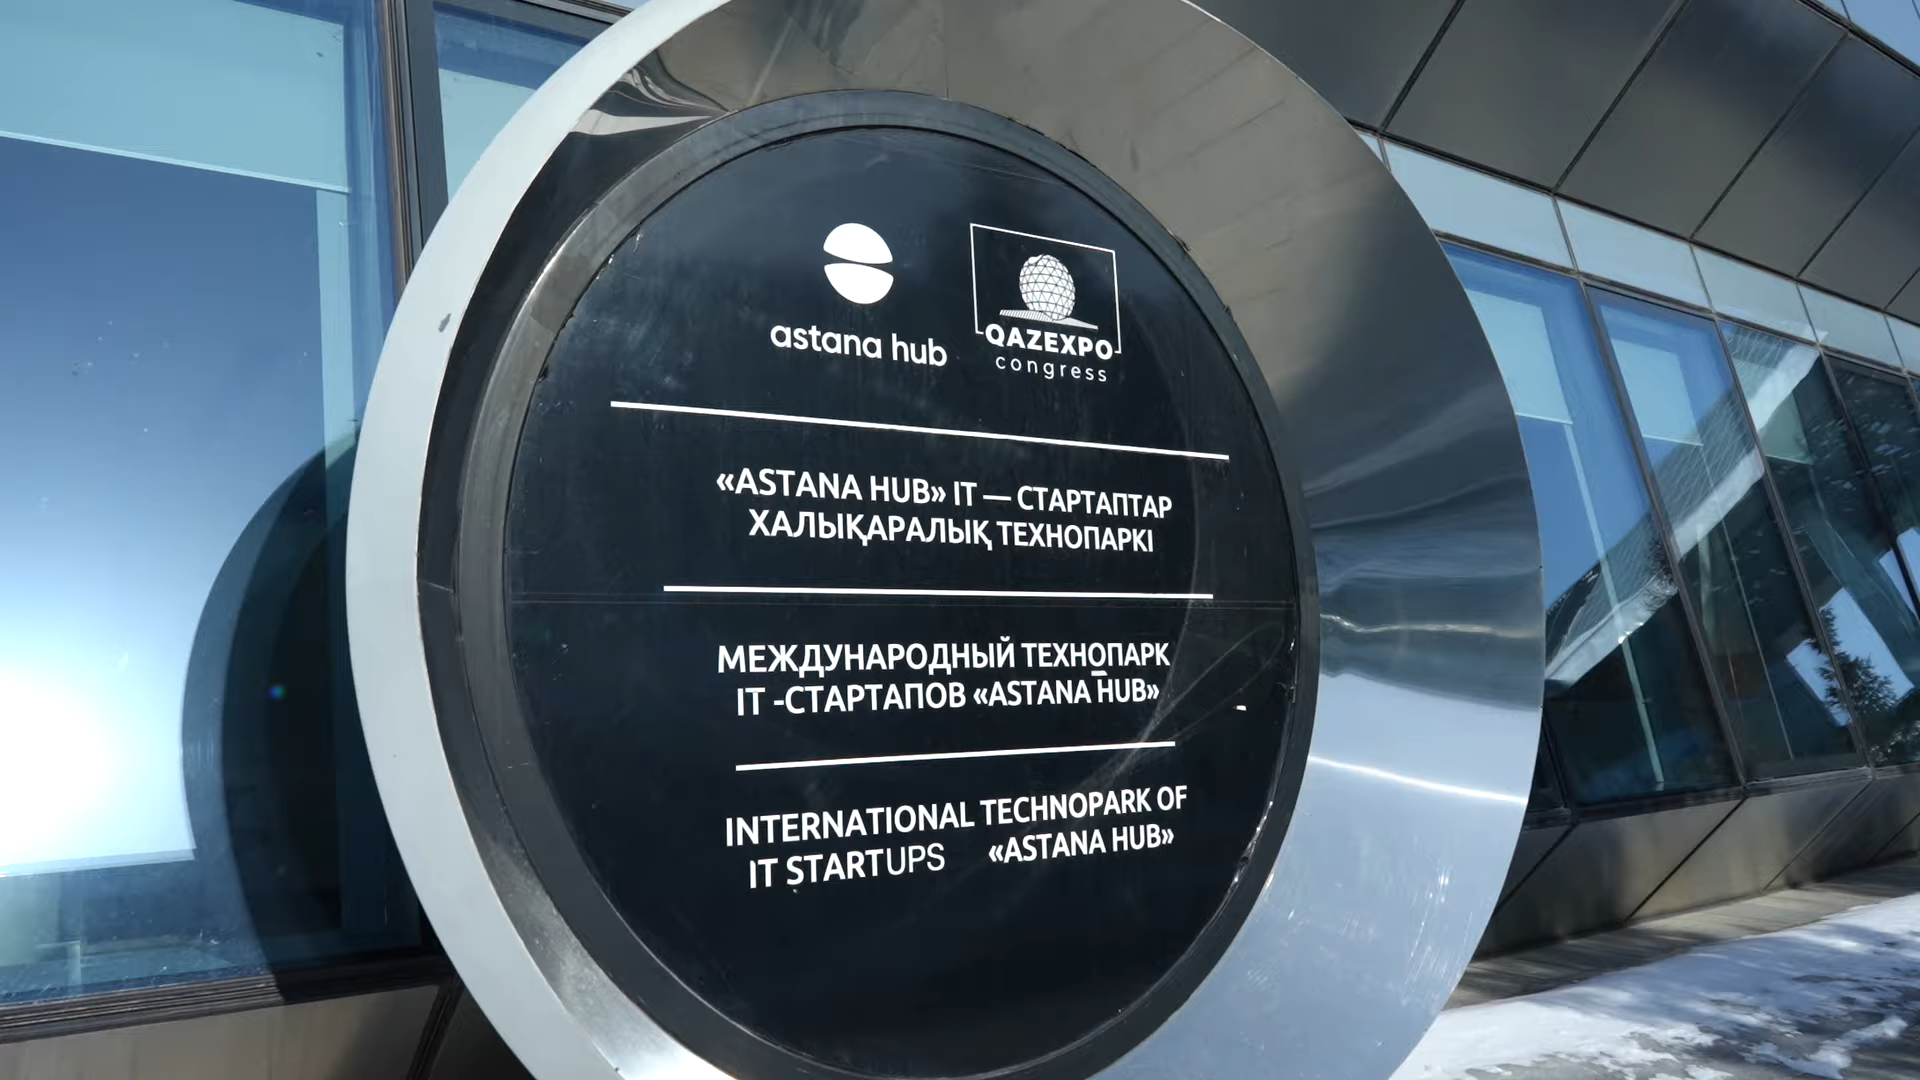 astana hub
QAZEXPO
congress
«ASTANA HUB» IT — СТАРТАПТАР
ХАЛЫҚАРАЛЫҚ ТЕХНОПАРКІ
МЕЖДУНАРОДНЫЙ ТЕХНОПАРК
IT -СТАРТАПОВ «ASTANA HUB»
INTERNATIONAL TECHNOPARK OF
IT STARTUPS «ASTANA HUB»